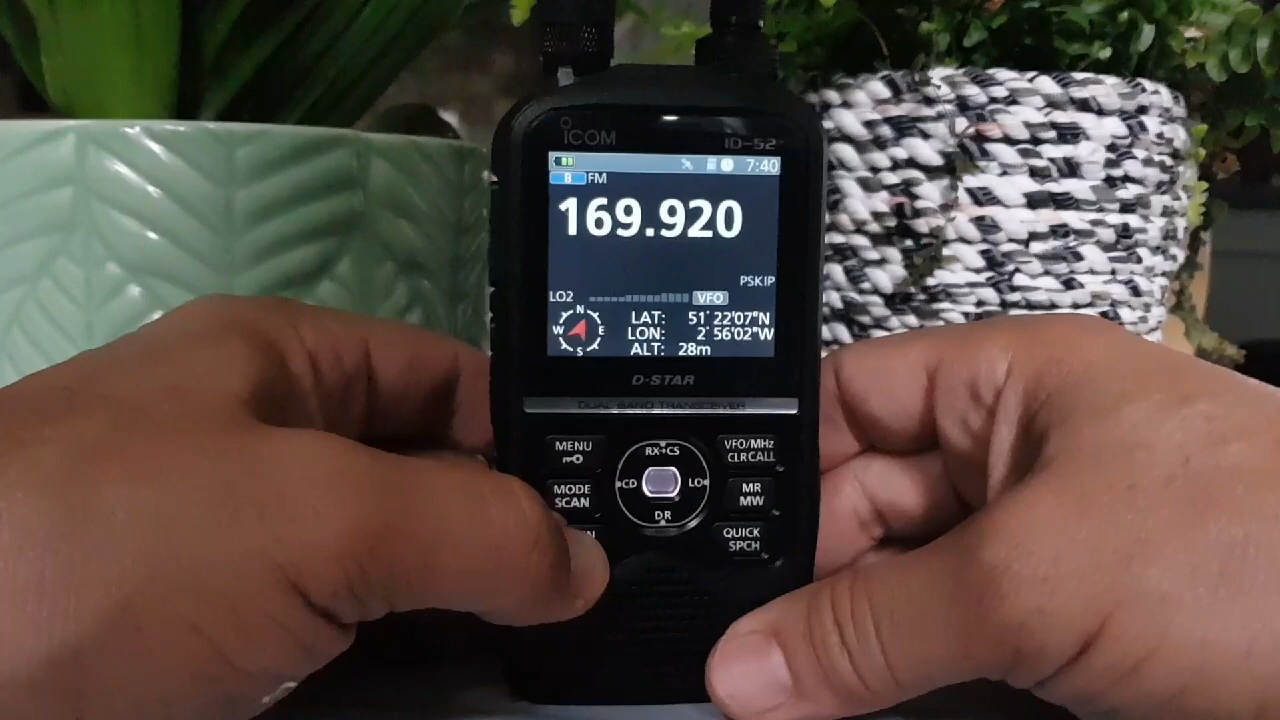 ICOM ID-52
7:40
B FM
169.920
PSKIP
LO2 VFO
N
W E
S
LAT: 51°22'07"N
LON: 2°56'02"W
ALT: 28m
D-STAR
DUAL BAND TRANSCEIVER
MENU
RX→CS
VFO/MHz
CLR CALL
MODE
SCAN
CD
LO
MR
MW
DR
QUICK
SPCH